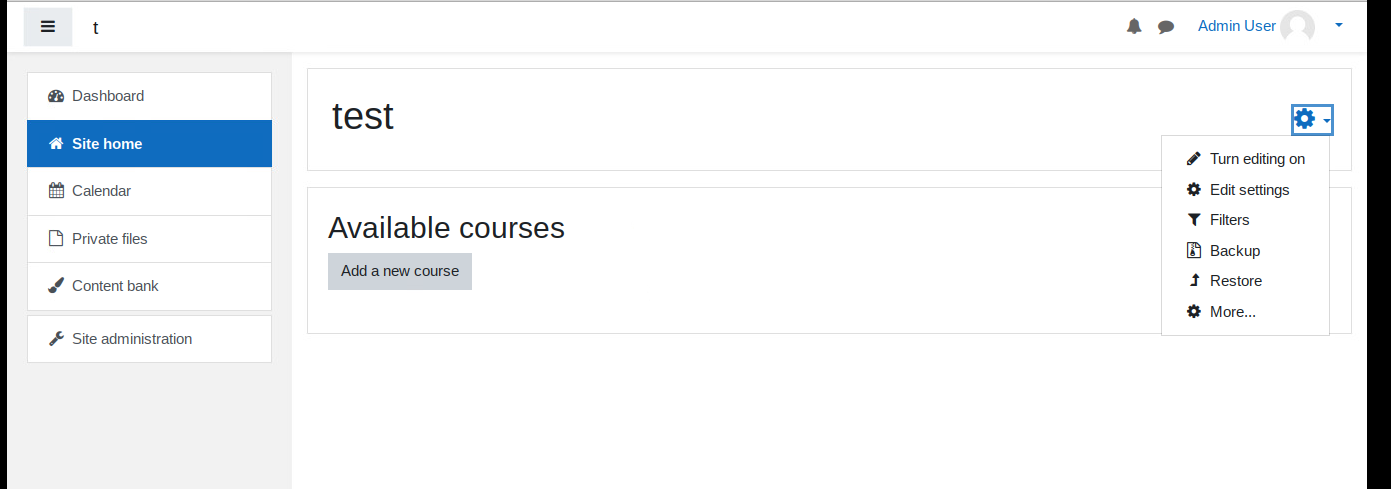 t
Admin User
Dashboard
Site home
Calendar
Private files
Content bank
Site administration
test
Turn editing on
Edit settings
Filters
Backup
Restore
More...
Available courses
Add a new course